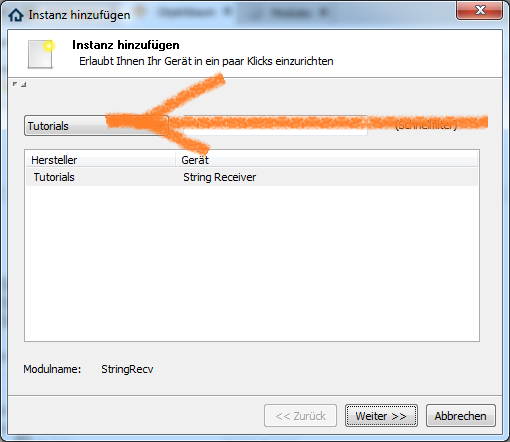 Instanz hinzufügen
Instanz hinzufügen
Erlaubt Ihnen Ihr Gerät in ein paar Klicks einzurichten
Tutorials (Schnellfilter)
Hersteller Gerät
Tutorials String Receiver
Modulname: StringRecv
<< Zurück Weiter >> Abbrechen